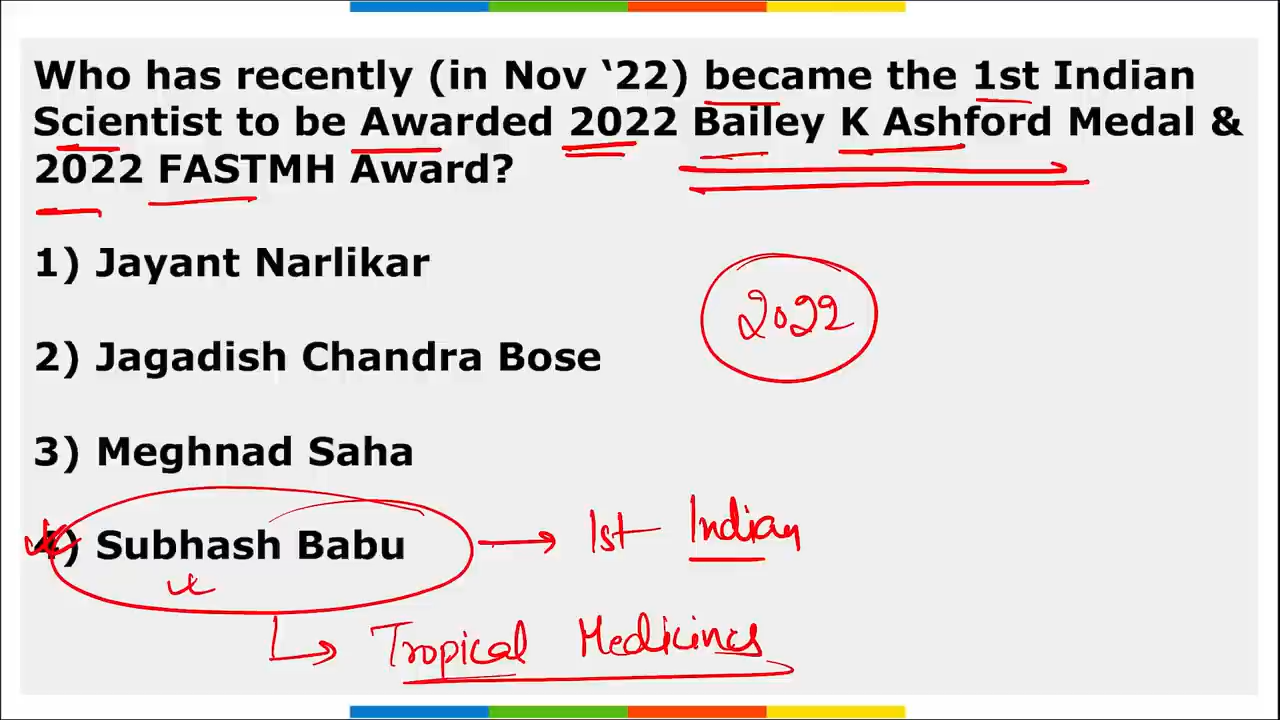 Who has recently (in Nov ‘22) became the 1st Indian
Scientist to be Awarded 2022 Bailey K Ashford Medal &
2022 FASTMH Award?
1) Jayant Narlikar
2022
2) Jagadish Chandra Bose
3) Meghnad Saha
4) Subhash Babu → 1st Indian
Tropical Medicines